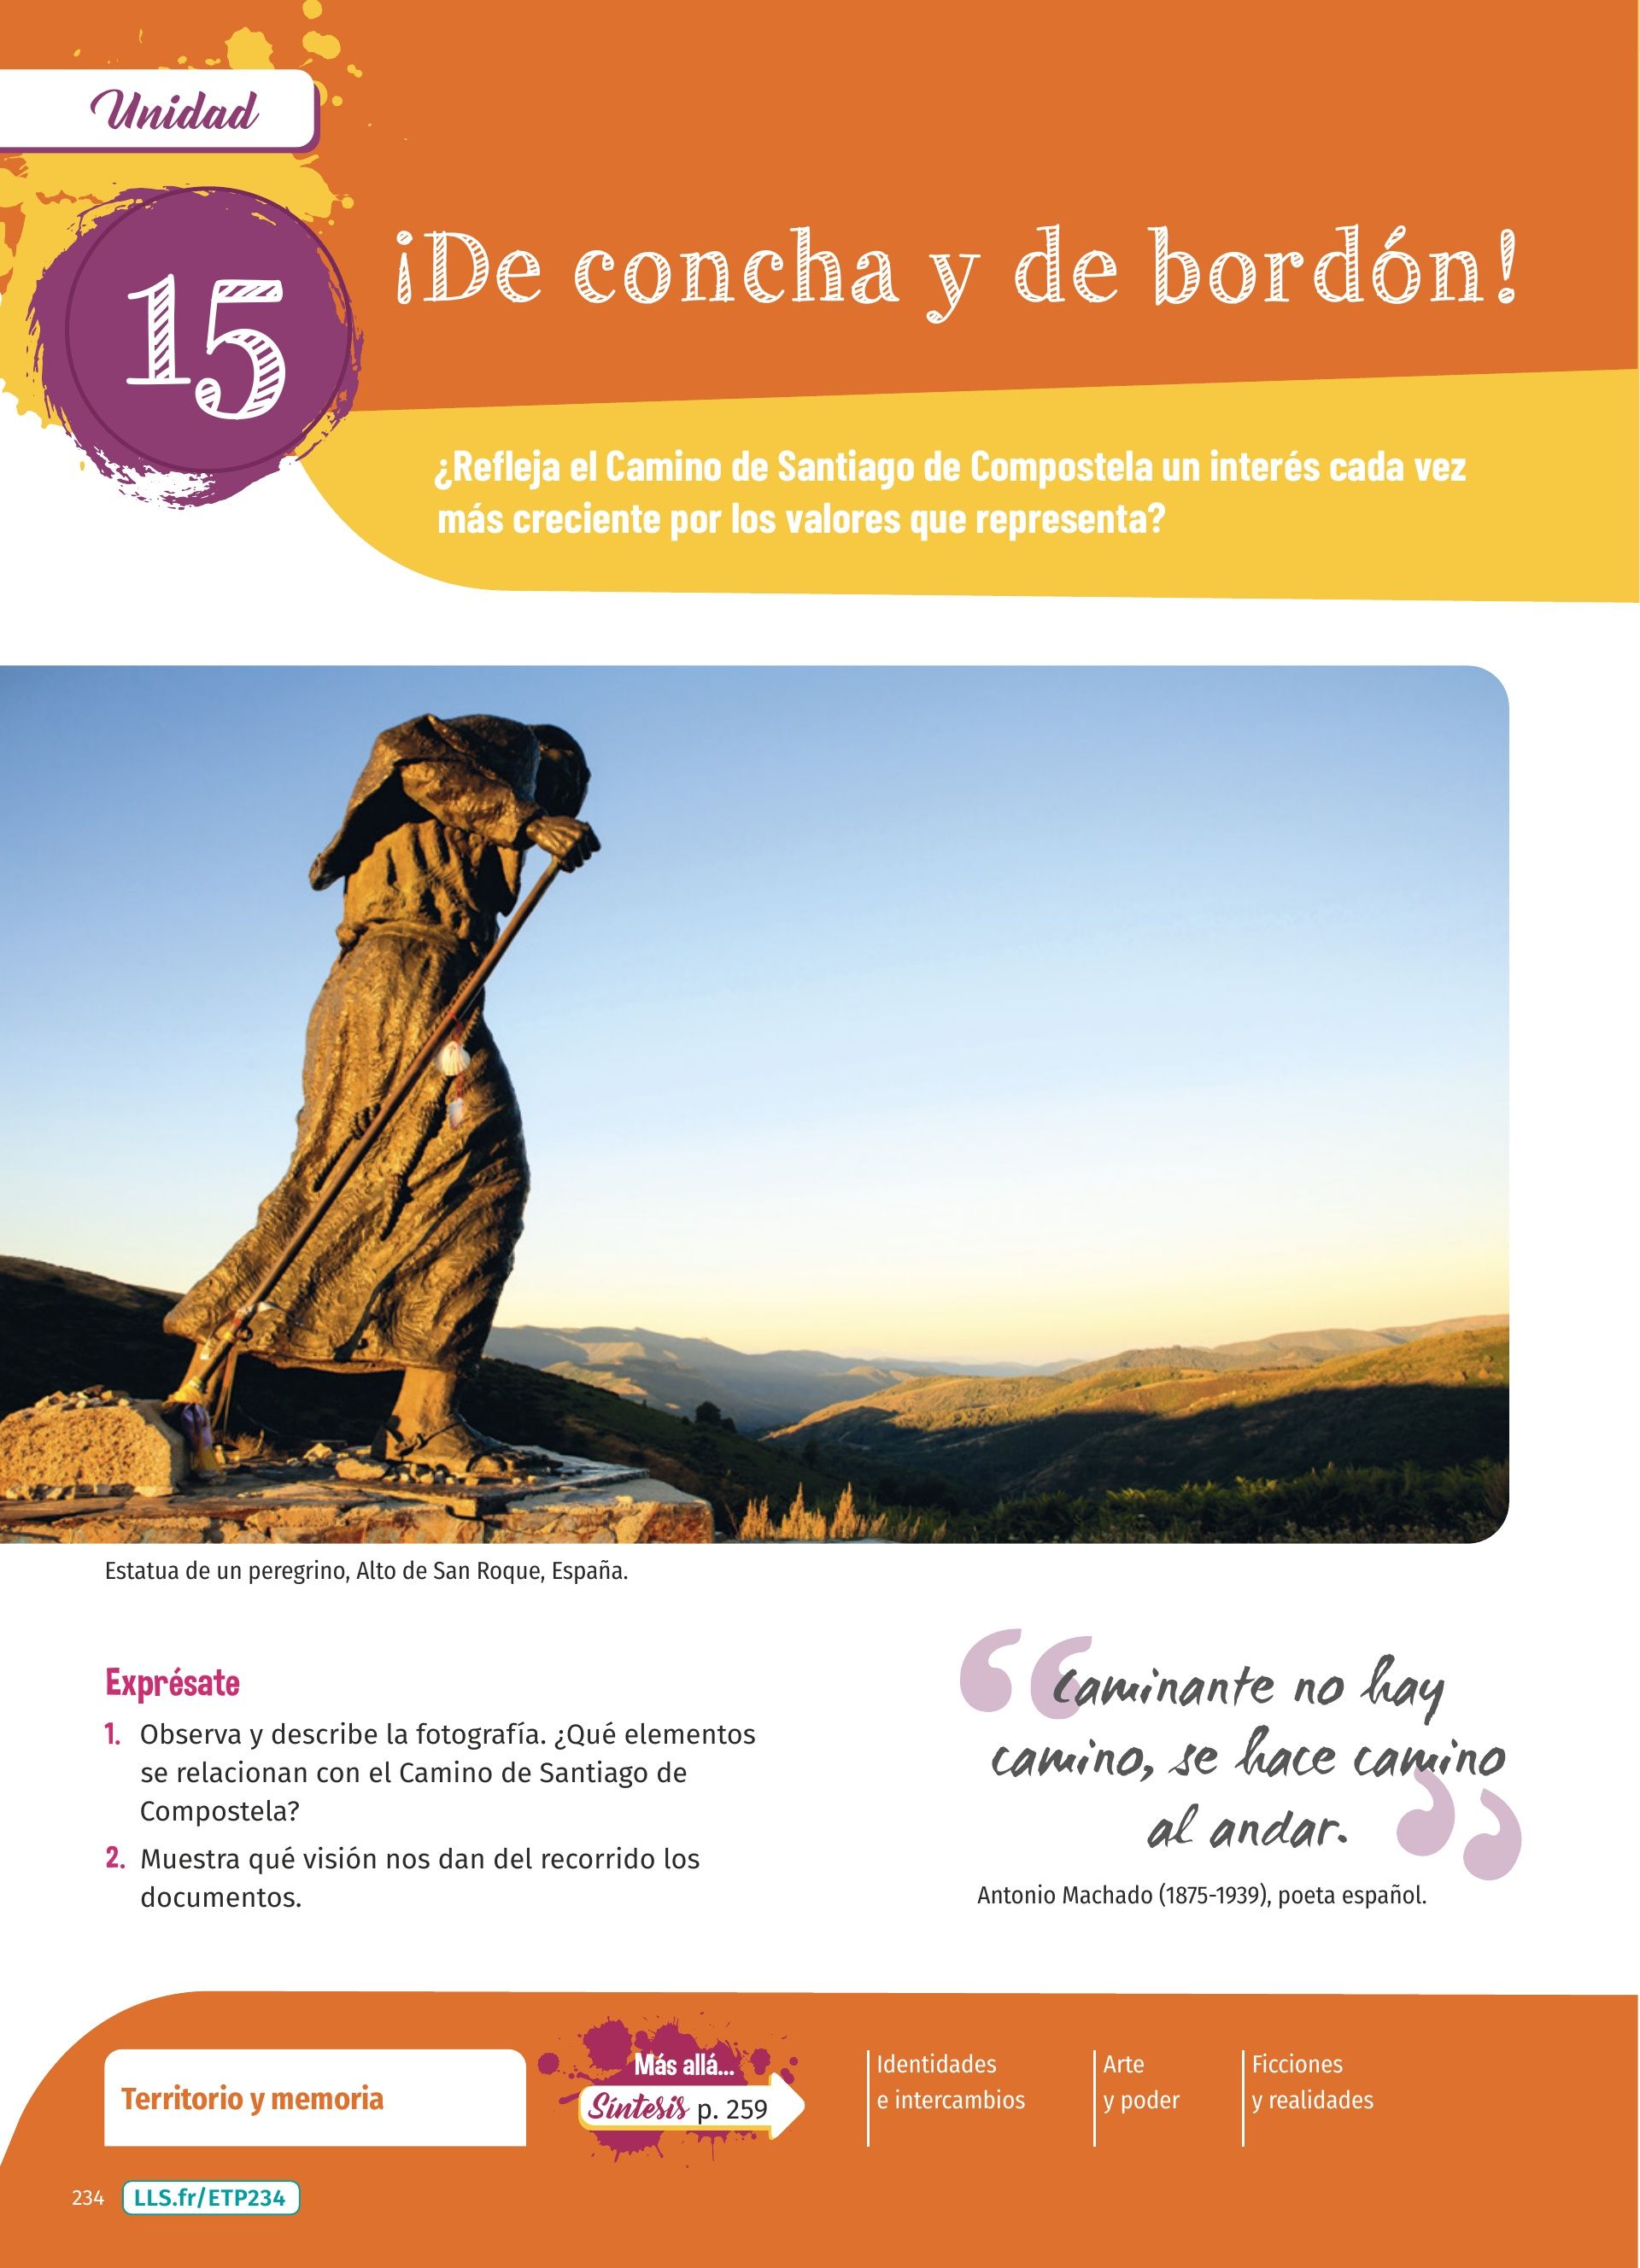 Unidad
15
¡De concha y de bordón!
¿Refleja el Camino de Santiago de Compostela un interés cada vez
más creciente por los valores que representa?
Estatua de un peregrino, Alto de San Roque, España.
Exprésate
1. Observa y describe la fotografía. ¿Qué elementos
se relacionan con el Camino de Santiago de
Compostela?
2. Muestra qué visión nos dan del recorrido los
documentos.
“Caminante no hay
camino, se hace camino
al andar.”
Antonio Machado (1875-1939), poeta español.
Territorio y memoria
Más allá...
Síntesis p. 259
Identidades
e intercambios
Arte
y poder
Ficciones
y realidades
234 LLS.fr/ETP234